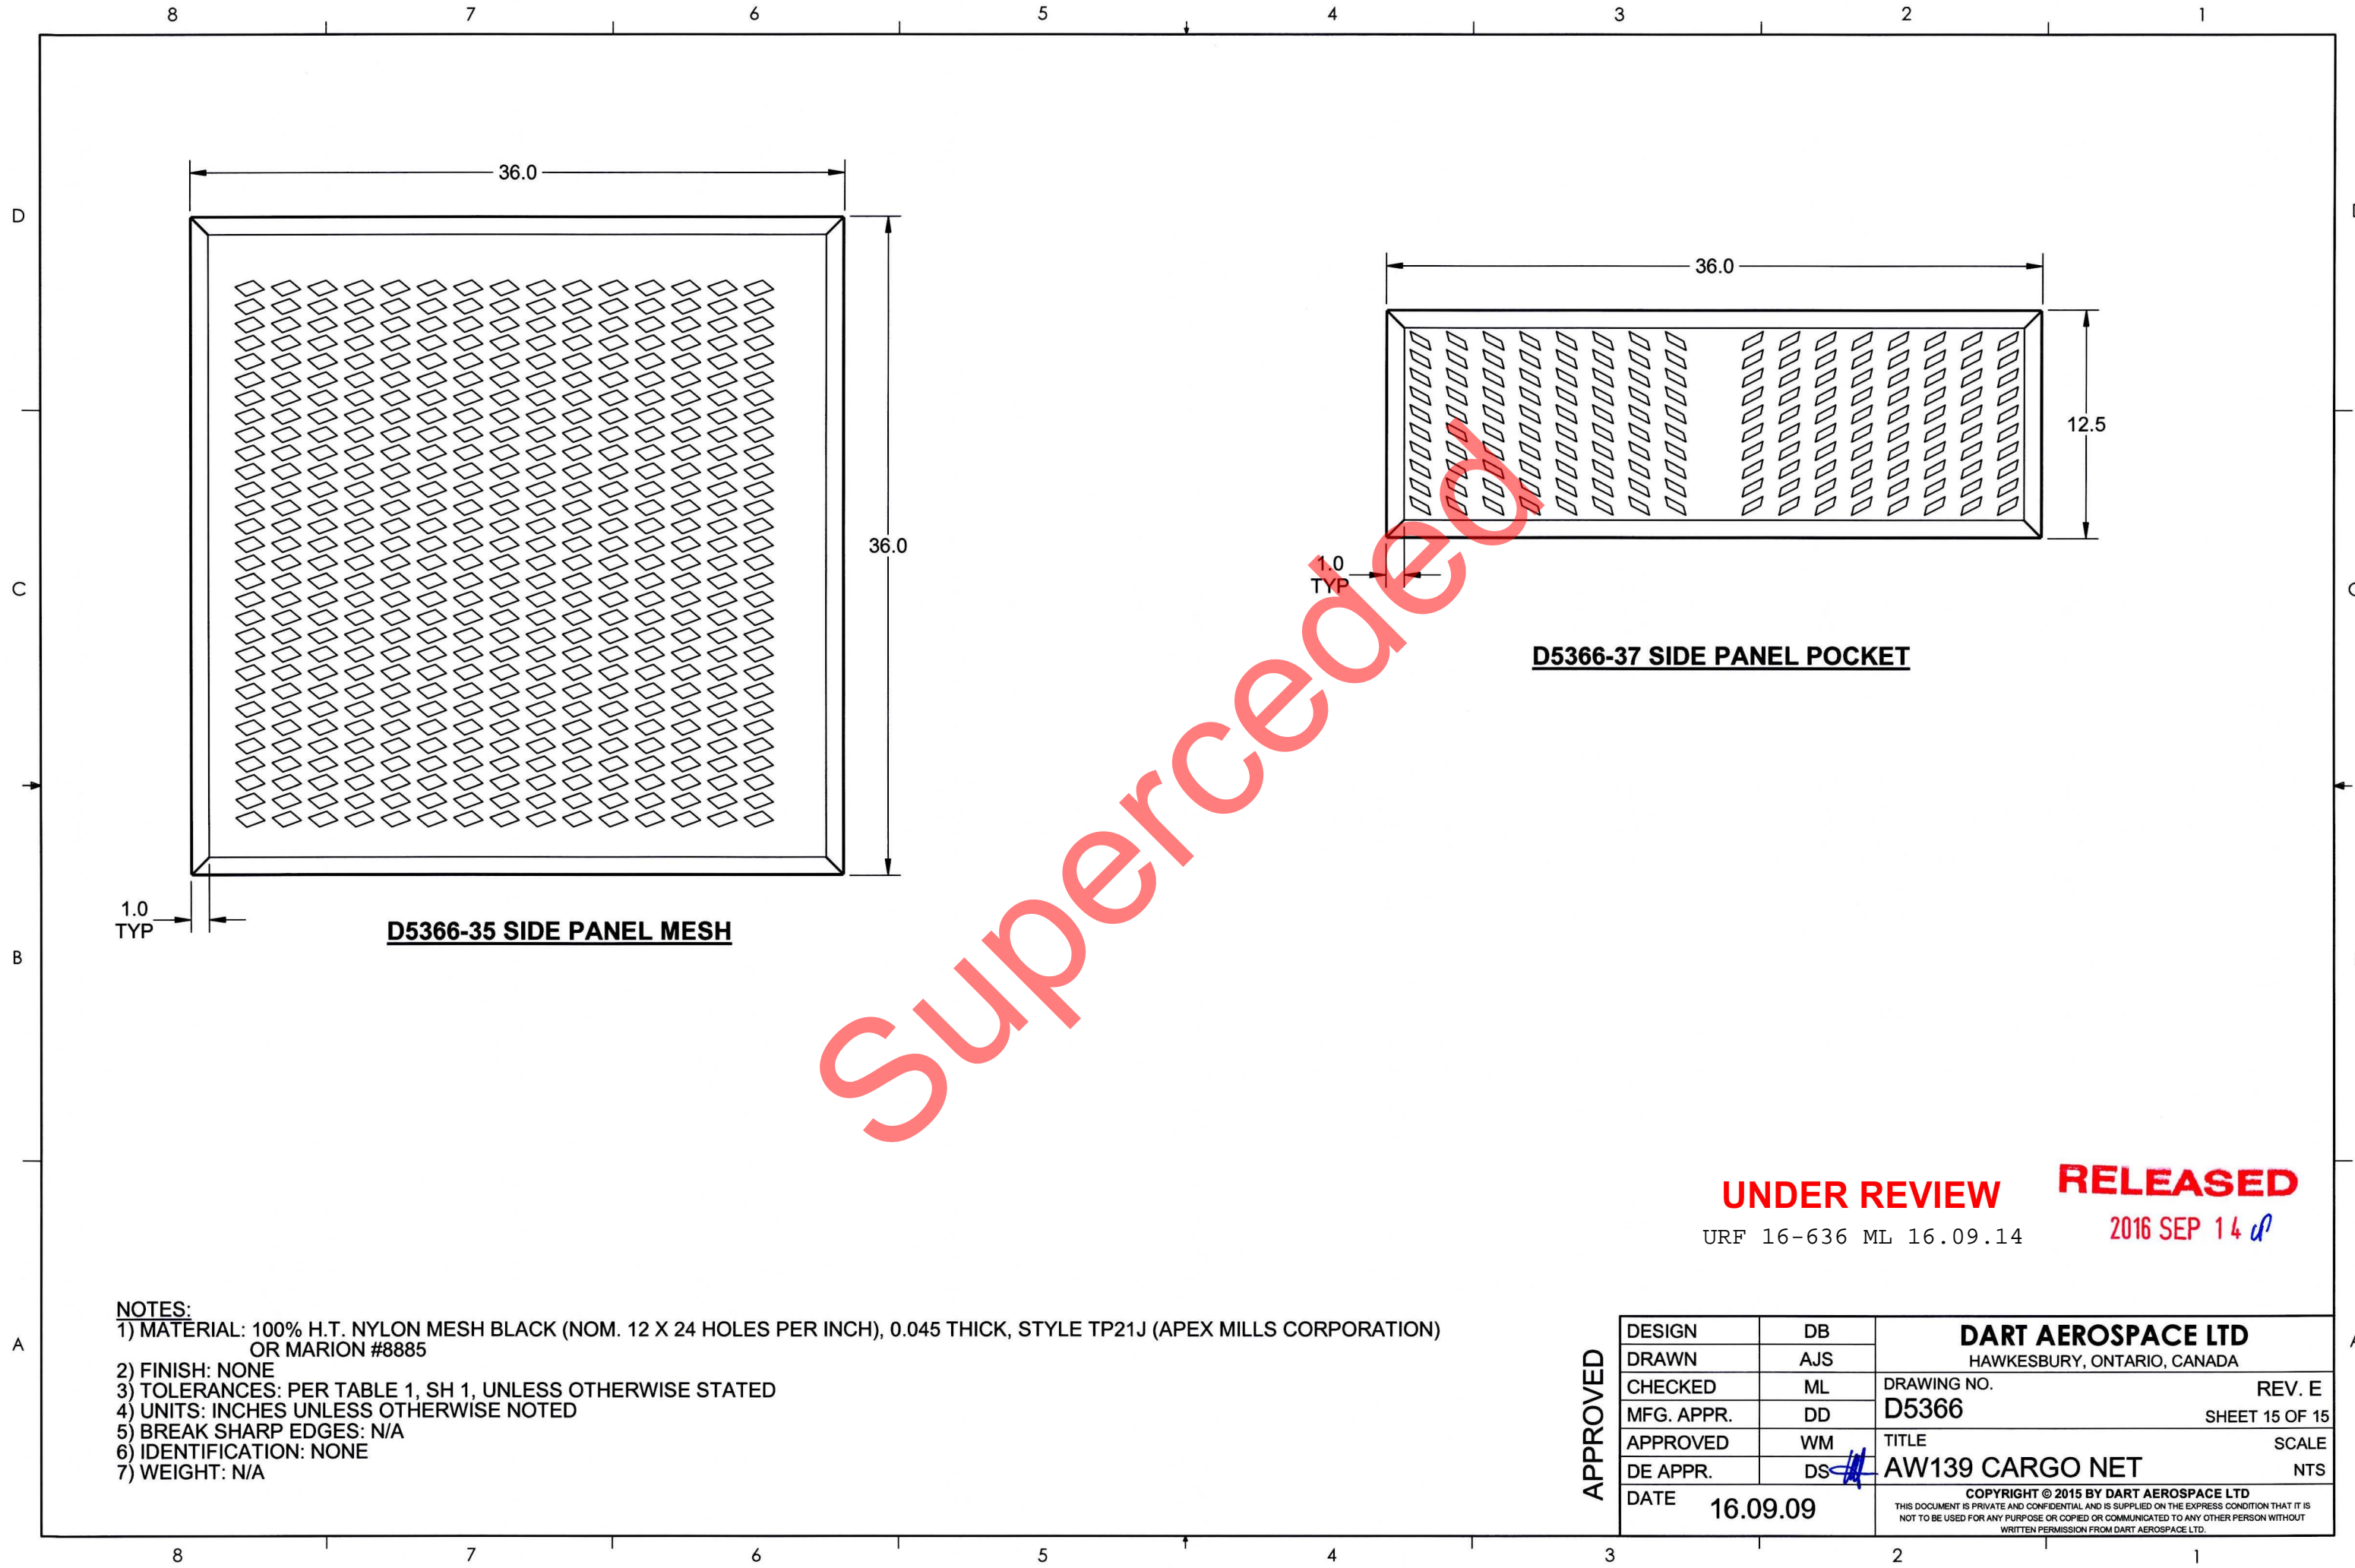 8 7 6 5 4 3 2 1
D
36.0
36.0
36.0
12.5
C
C
1.0
TYP
D5366-37 SIDE PANEL POCKET
1.0
TYP
D5366-35 SIDE PANEL MESH
B
Superceded
UNDER REVIEW
URF 16-636 ML 16.09.14
RELEASED
2016 SEP 14
NOTES:
1) MATERIAL: 100% H.T. NYLON MESH BLACK (NOM. 12 X 24 HOLES PER INCH), 0.045 THICK, STYLE TP21J (APEX MILLS CORPORATION)
OR MARION #8885
2) FINISH: NONE
3) TOLERANCES: PER TABLE 1, SH 1, UNLESS OTHERWISE STATED
4) UNITS: INCHES UNLESS OTHERWISE NOTED
5) BREAK SHARP EDGES: N/A
6) IDENTIFICATION: NONE
7) WEIGHT: N/A
A
APPROVED
DESIGN DB
DRAWN AJS
CHECKED ML
MFG. APPR. DD
APPROVED WM
DE APPR. DS
DATE 16.09.09
DART AEROSPACE LTD
HAWKESBURY, ONTARIO, CANADA
DRAWING NO. REV. E
D5366 SHEET 15 OF 15
TITLE SCALE
AW139 CARGO NET NTS
COPYRIGHT © 2015 BY DART AEROSPACE LTD
THIS DOCUMENT IS PRIVATE AND CONFIDENTIAL AND IS SUPPLIED ON THE EXPRESS CONDITION THAT IT IS
NOT TO BE USED FOR ANY PURPOSE OR COPIED OR COMMUNICATED TO ANY OTHER PERSON WITHOUT
WRITTEN PERMISSION FROM DART AEROSPACE LTD.
8 7 6 5 4 3 2 1